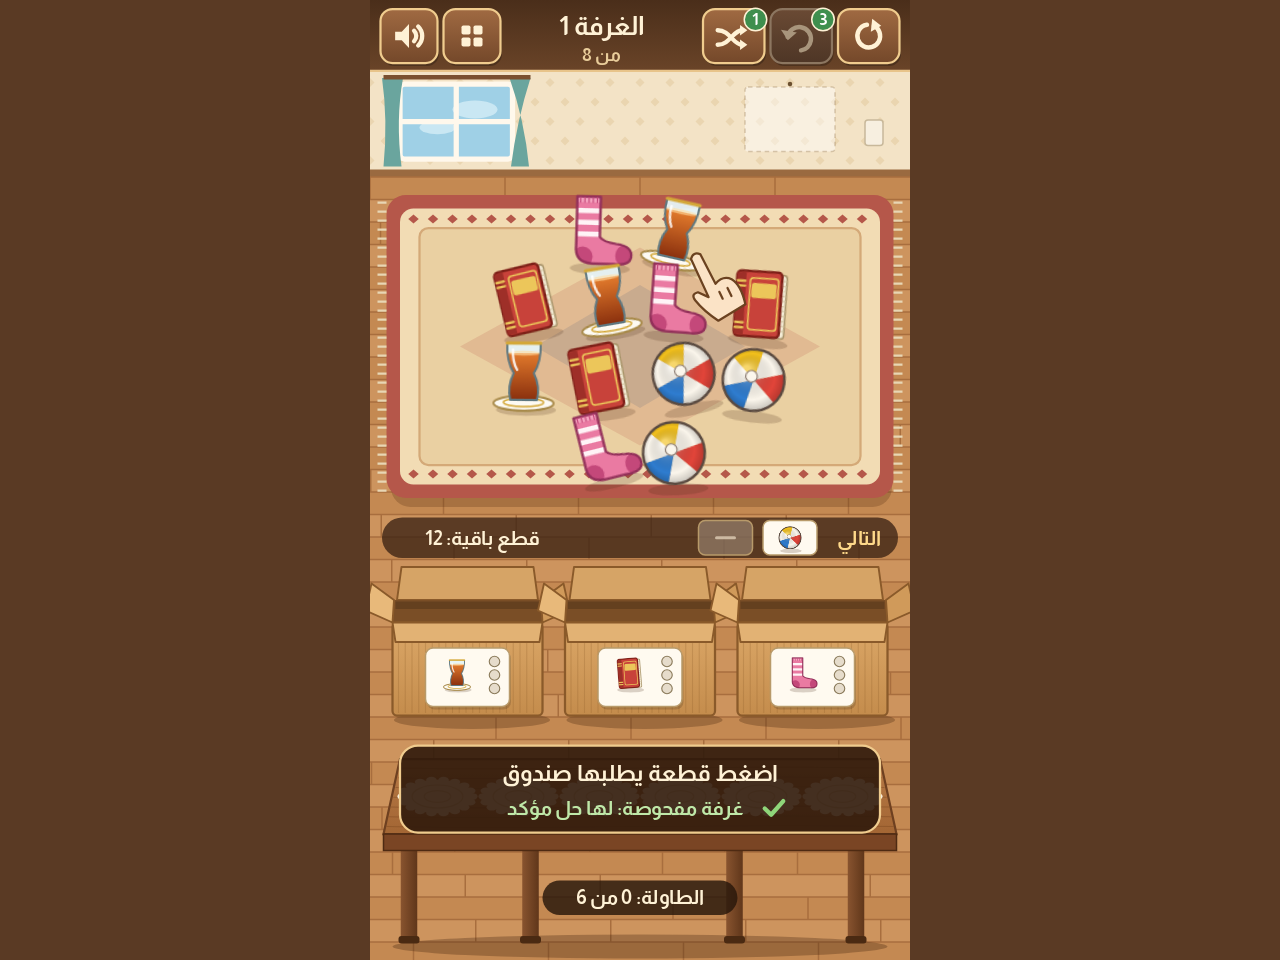 الغرفة 1
من 8
1
3
التالي
قطع باقية: 12
اضغط قطعة يطلبها صندوق
غرفة مفحوصة: لها حل مؤكد
الطاولة: 0 من 6